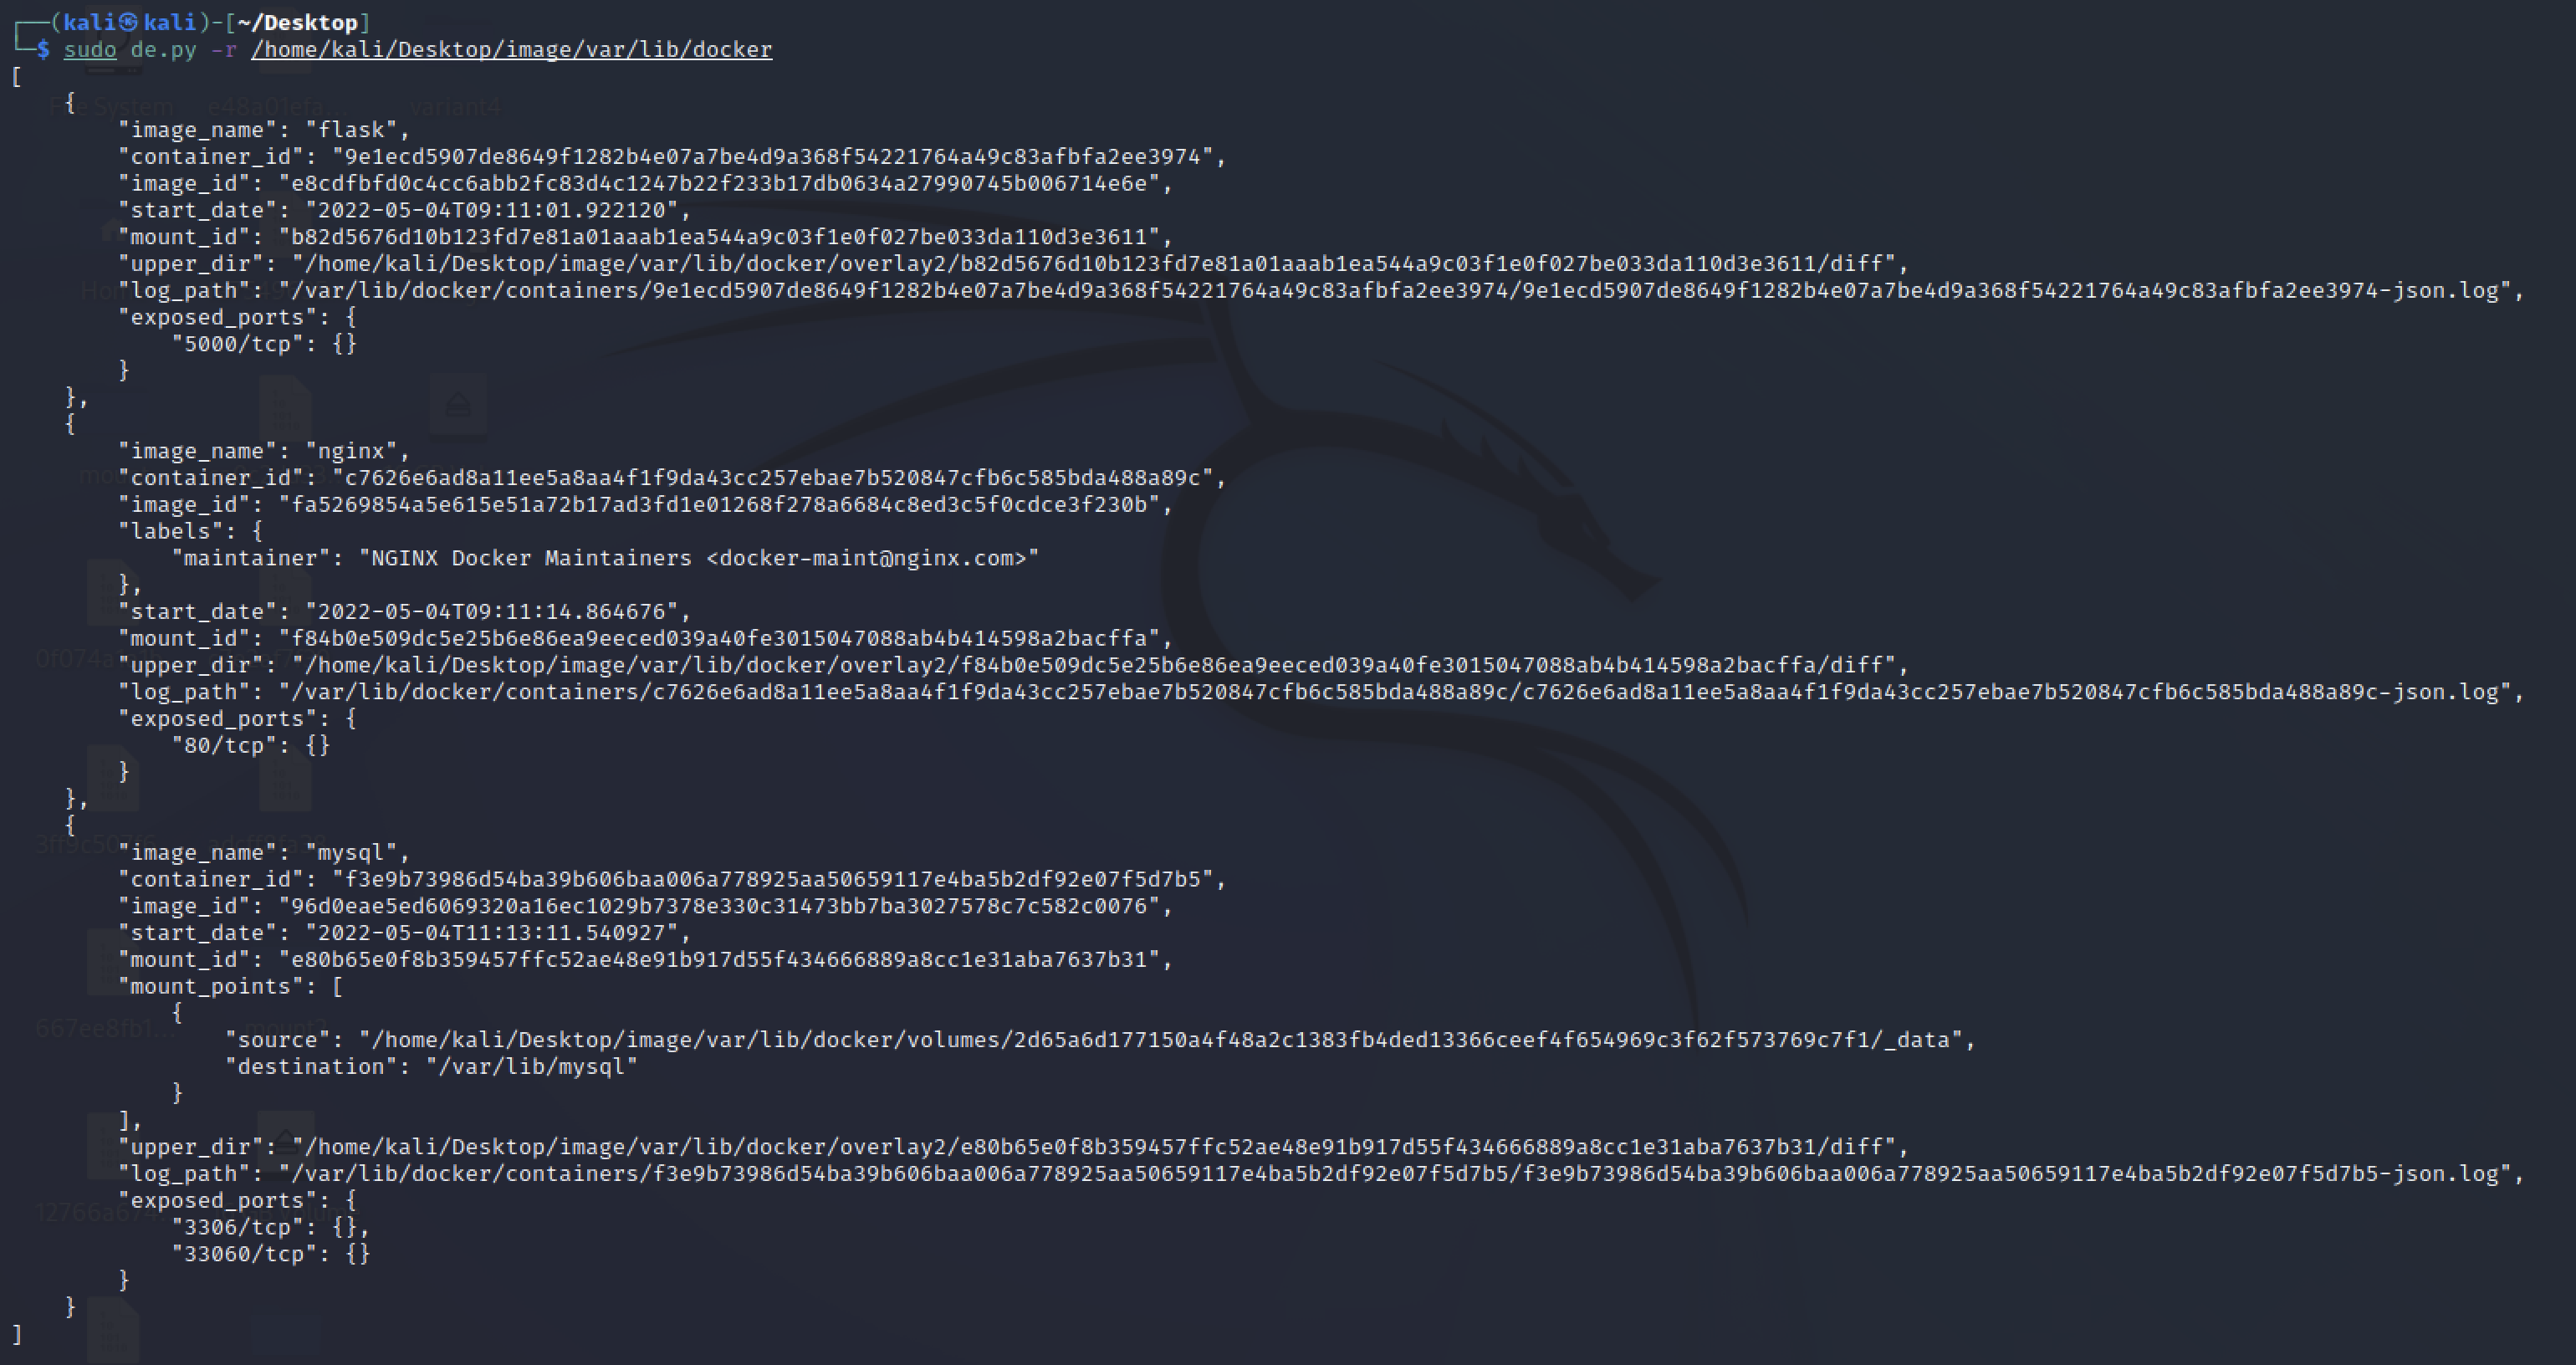 ┌──(kali㉿kali)-[~/Desktop]
└─$ sudo de.py -r /home/kali/Desktop/image/var/lib/docker
[
    {
        "image_name": "flask",
        "container_id": "9e1ecd5907de8649f1282b4e07a7be4d9a368f54221764a49c83afbfa2ee3974",
        "image_id": "e8cdfbfd0c4cc6abb2fc83d4c1247b22f233b17db0634a27990745b006714e6e",
        "start_date": "2022-05-04T09:11:01.922120",
        "mount_id": "b82d5676d10b123fd7e81a01aaab1ea544a9c03f1e0f027be033da110d3e3611",
        "upper_dir": "/home/kali/Desktop/image/var/lib/docker/overlay2/b82d5676d10b123fd7e81a01aaab1ea544a9c03f1e0f027be033da110d3e3611/diff",
        "log_path": "/var/lib/docker/containers/9e1ecd5907de8649f1282b4e07a7be4d9a368f54221764a49c83afbfa2ee3974/9e1ecd5907de8649f1282b4e07a7be4d9a368f54221764a49c83afbfa2ee3974-json.log",
        "exposed_ports": {
            "5000/tcp": {}
        }
    },
    {
        "image_name": "nginx",
        "container_id": "c7626e6ad8a11ee5a8aa4f1f9da43cc257ebae7b520847cfb6c585bda488a89c",
        "image_id": "fa5269854a5e615e51a72b17ad3fd1e01268f278a6684c8ed3c5f0cdce3f230b",
        "labels": {
            "maintainer": "NGINX Docker Maintainers <docker-maint@nginx.com>"
        },
        "start_date": "2022-05-04T09:11:14.864676",
        "mount_id": "f84b0e509dc5e25b6e86ea9eeced039a40fe3015047088ab4b414598a2bacffa",
        "upper_dir": "/home/kali/Desktop/image/var/lib/docker/overlay2/f84b0e509dc5e25b6e86ea9eeced039a40fe3015047088ab4b414598a2bacffa/diff",
        "log_path": "/var/lib/docker/containers/c7626e6ad8a11ee5a8aa4f1f9da43cc257ebae7b520847cfb6c585bda488a89c/c7626e6ad8a11ee5a8aa4f1f9da43cc257ebae7b520847cfb6c585bda488a89c-json.log",
        "exposed_ports": {
            "80/tcp": {}
        }
    },
    {
        "image_name": "mysql",
        "container_id": "f3e9b73986d54ba39b606baa006a778925aa50659117e4ba5b2df92e07f5d7b5",
        "image_id": "96d0eae5ed6069320a16ec1029b7378e330c31473bb7ba3027578c7c582c0076",
        "start_date": "2022-05-04T11:13:11.540927",
        "mount_id": "e80b65e0f8b359457ffc52ae48e91b917d55f434666889a8cc1e31aba7637b31",
        "mount_points": [
            {
                "source": "/home/kali/Desktop/image/var/lib/docker/volumes/2d65a6d177150a4f48a2c1383fb4ded13366ceef4f654969c3f62f573769c7f1/_data",
                "destination": "/var/lib/mysql"
            }
        ],
        "upper_dir": "/home/kali/Desktop/image/var/lib/docker/overlay2/e80b65e0f8b359457ffc52ae48e91b917d55f434666889a8cc1e31aba7637b31/diff",
        "log_path": "/var/lib/docker/containers/f3e9b73986d54ba39b606baa006a778925aa50659117e4ba5b2df92e07f5d7b5/f3e9b73986d54ba39b606baa006a778925aa50659117e4ba5b2df92e07f5d7b5-json.log",
        "exposed_ports": {
            "3306/tcp": {},
            "33060/tcp": {}
        }
    }
]